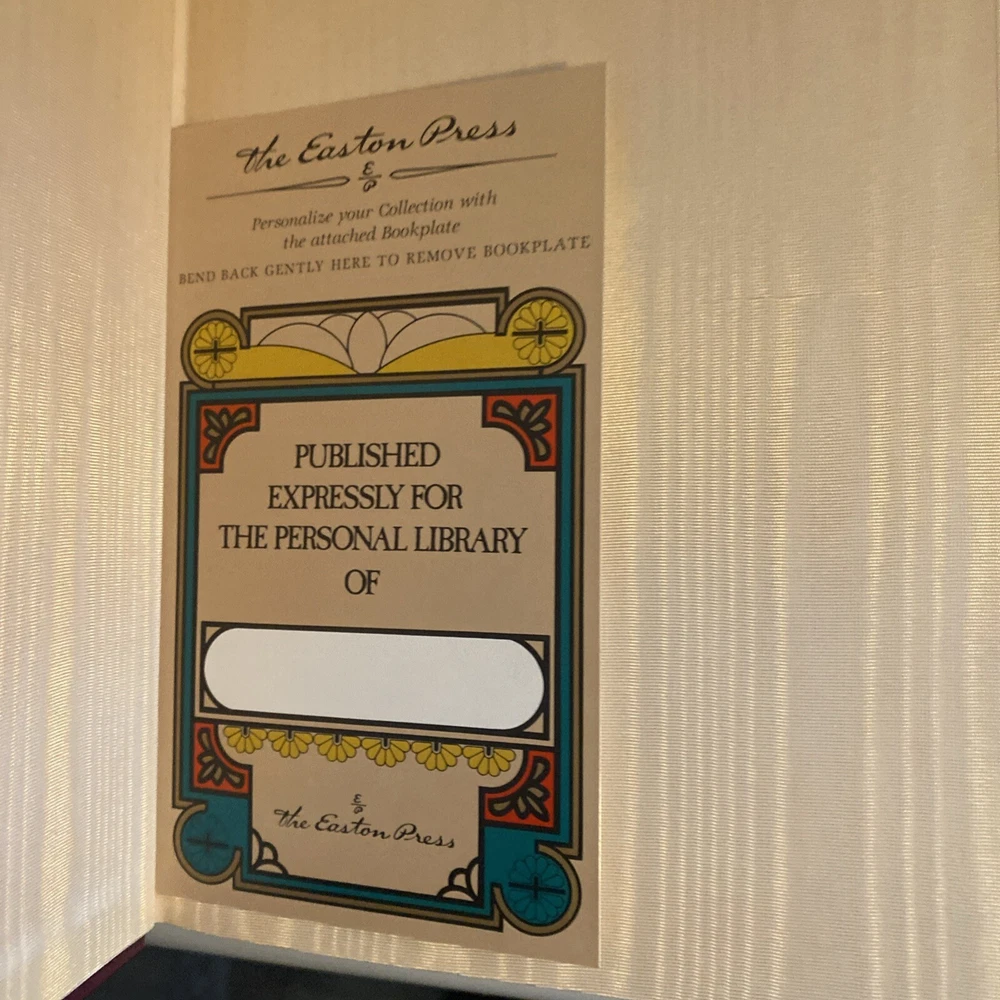 the Easton Press
E
P
Personalize your Collection with
the attached Bookplate
BEND BACK GENTLY HERE TO REMOVE BOOKPLATE
PUBLISHED
EXPRESSLY FOR
THE PERSONAL LIBRARY
OF
E
P
the Easton Press